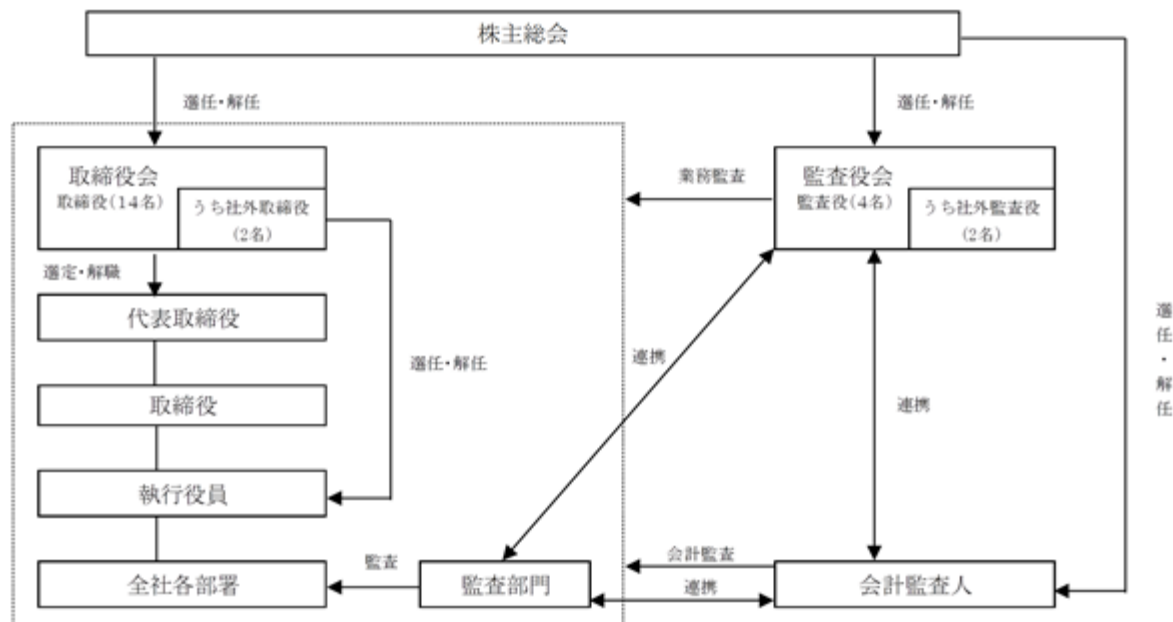 株主総会
選任・解任
選任・解任
取締役会
取締役(14名)
うち社外取締役
(2名)
業務監査
監査役会
監査役(4名)
うち社外監査役
(2名)
選定・解職
代表取締役
選任・解任
連携
連携
選任・解任
取締役
執行役員
全社各部署
監査
監査部門
会計監査
連携
会計監査人